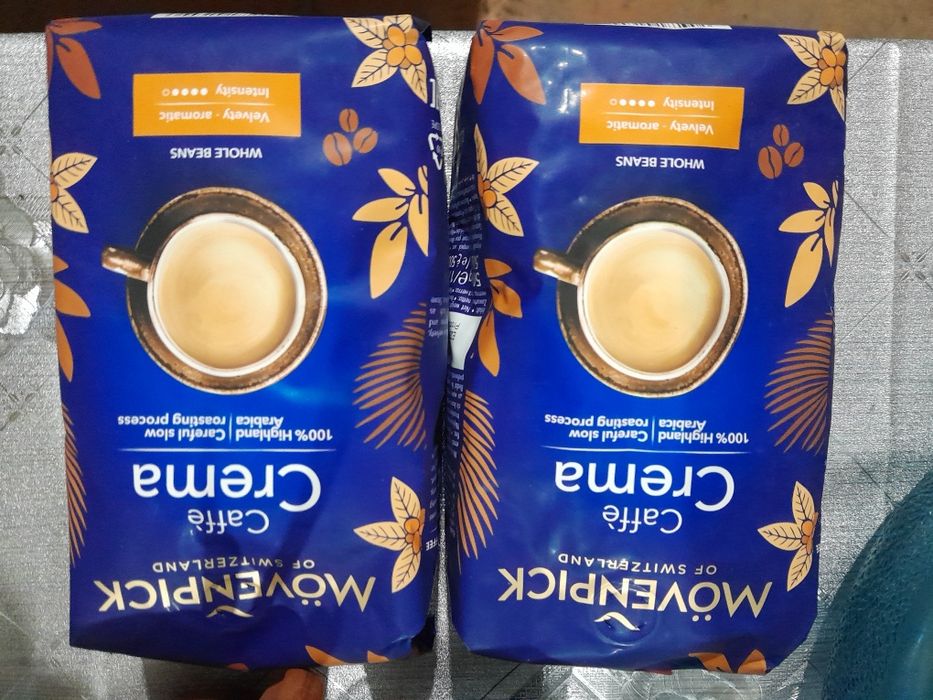 MÖVENPICK
OF SWITZERLAND
Caffè
Crema
100% Highland Arabica | Careful slow roasting process
WHOLE BEANS
Velvety - aromatic
Intensity
MÖVENPICK
OF SWITZERLAND
Caffè
Crema
100% Highland Arabica | Careful slow roasting process
WHOLE BEANS
Velvety - aromatic
Intensity